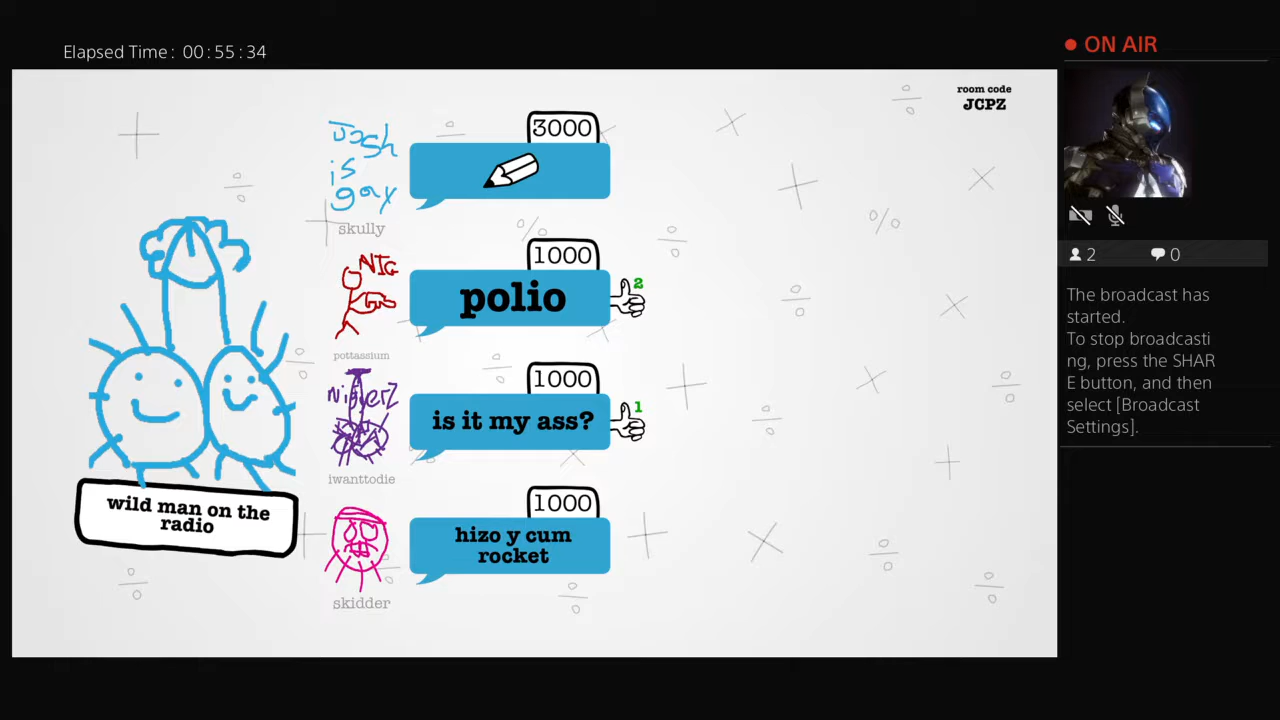 Elapsed Time: 00:55:34
ON AIR
room code
JCPZ
2
0
The broadcast has
started.
To stop broadcasti
ng, press the SHAR
E button, and then
select [Broadcast
Settings].
Josh
is
gay
skully
3000
NIG
pottassium
1000
polio
2
niggerz
iwanttodie
1000
is it my ass?
1
skidder
1000
hizo y cum
rocket
wild man on the
radio